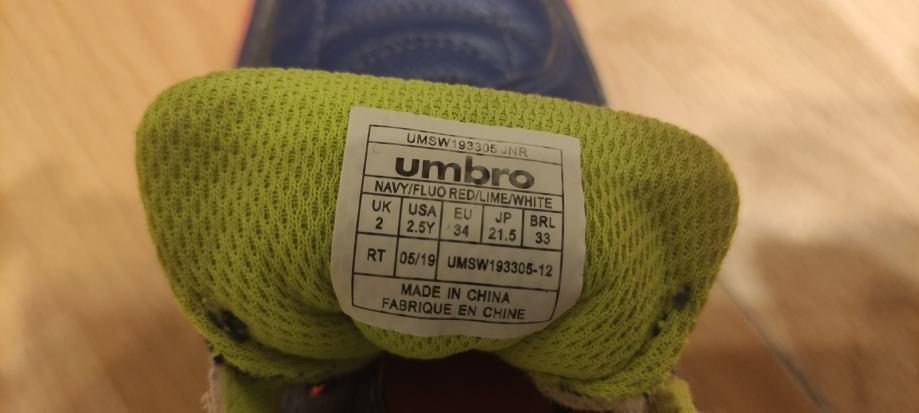 UMSW193305 JNR
umbro
NAVY/FLUO RED/LIME/WHITE
UK USA EU JP BRL
2 2.5Y 34 21.5 33
RT 05/19 UMSW193305-12
MADE IN CHINA
FABRIQUE EN CHINE